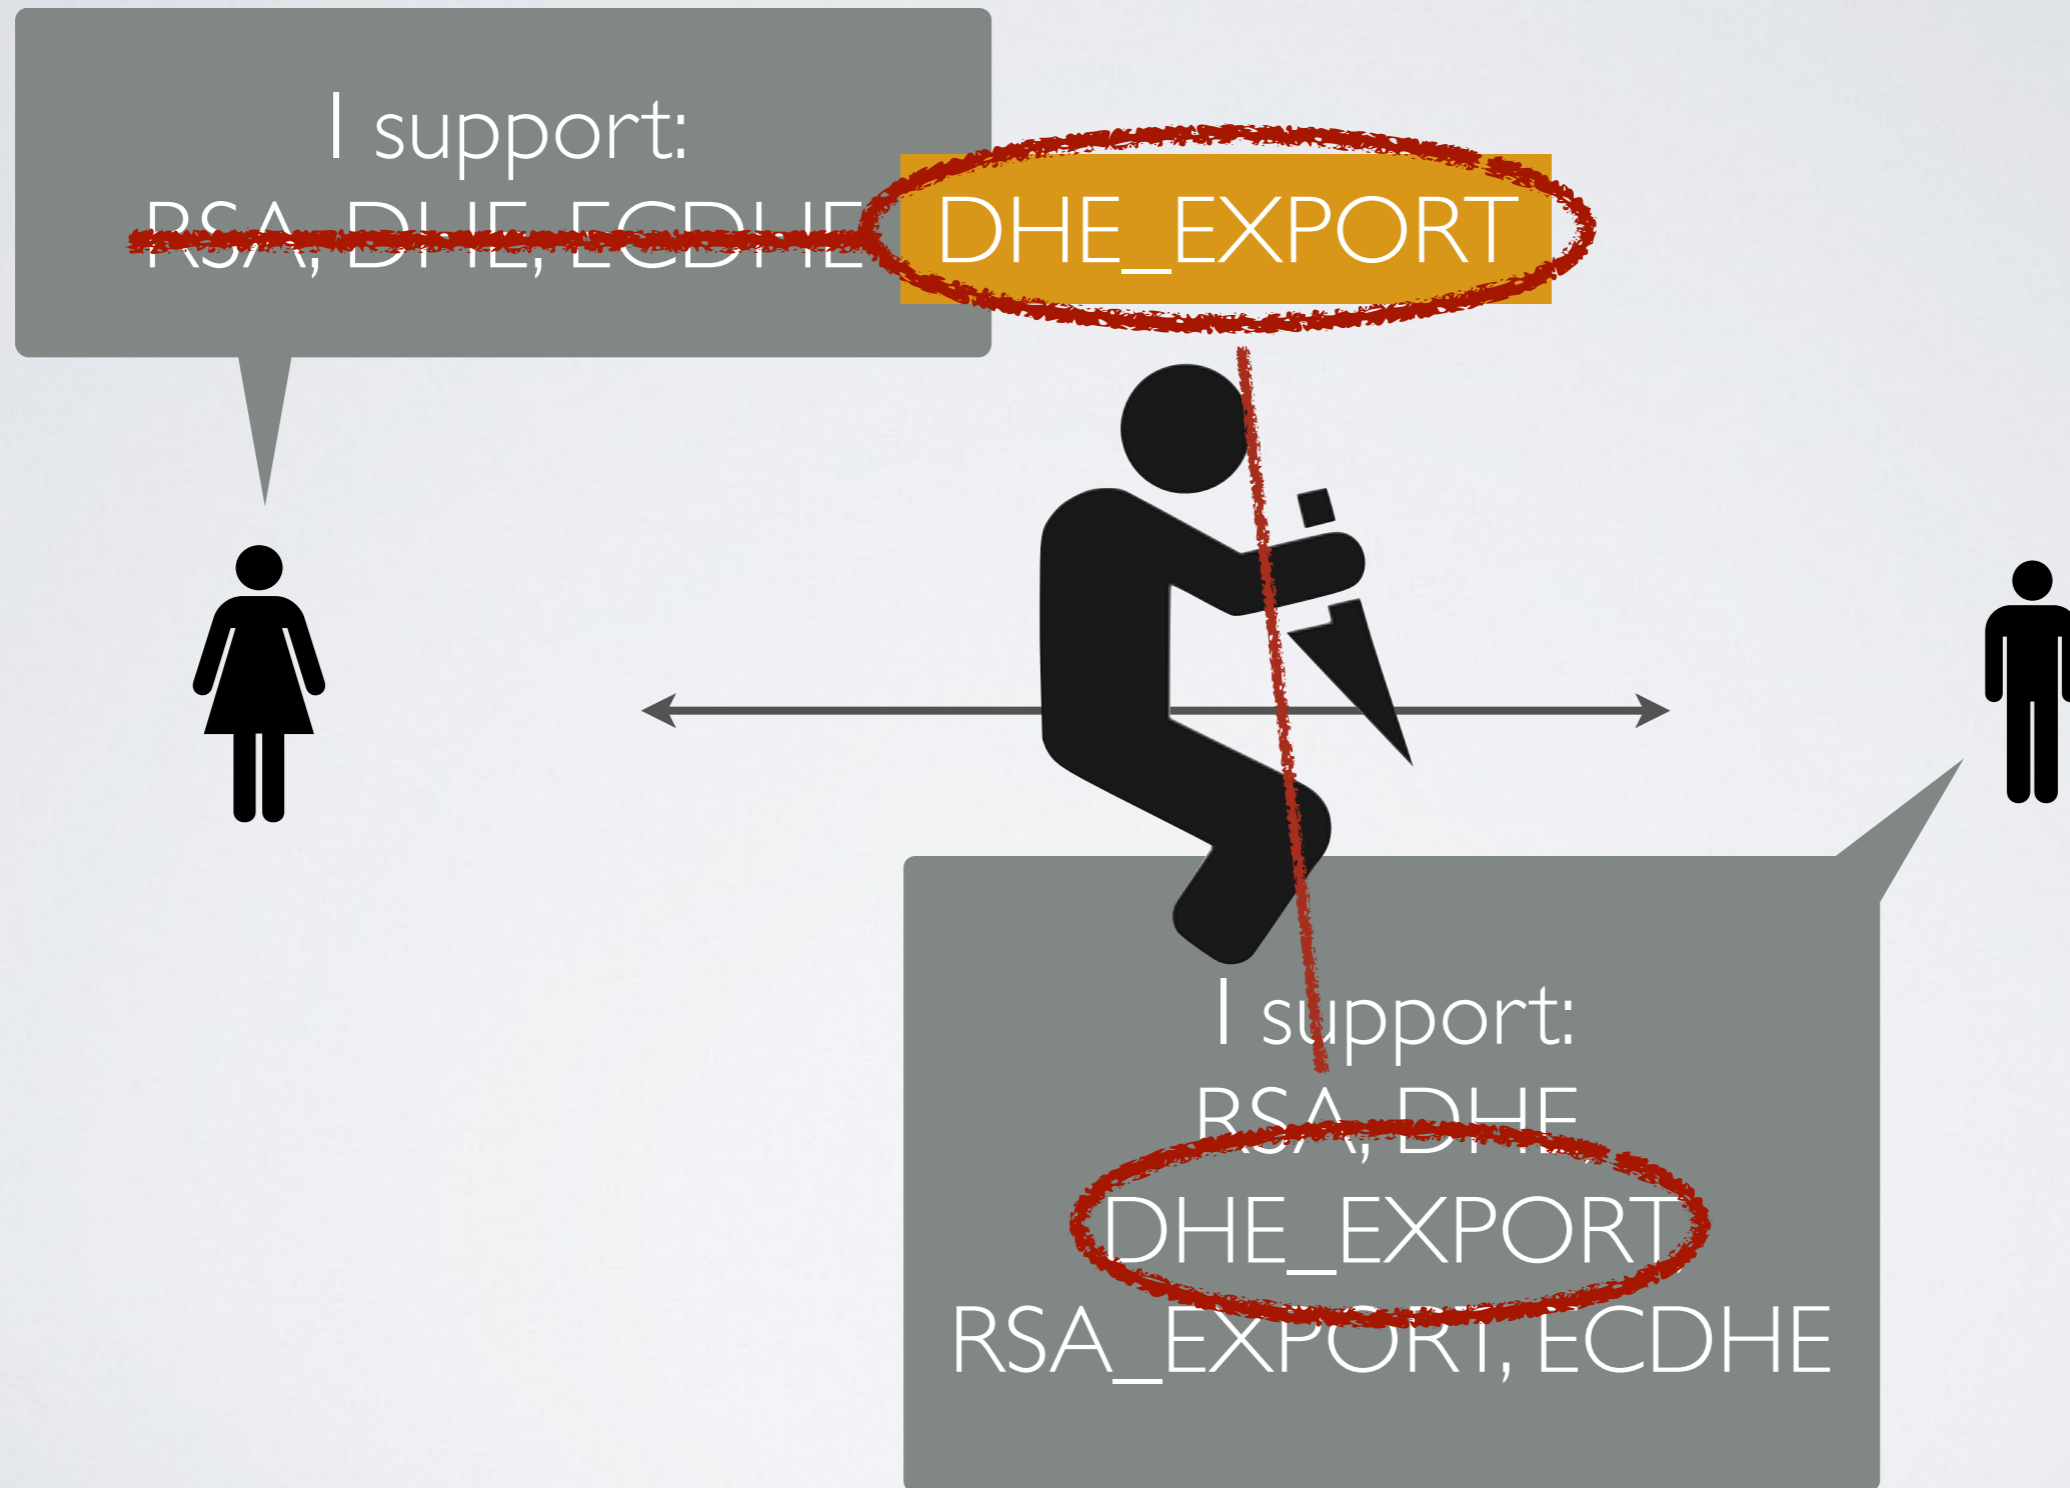 I support:
RSA, DHE, ECDHE DHE_EXPORT
I support:
RSA, DHE,
DHE_EXPORT,
RSA_EXPORT, ECDHE